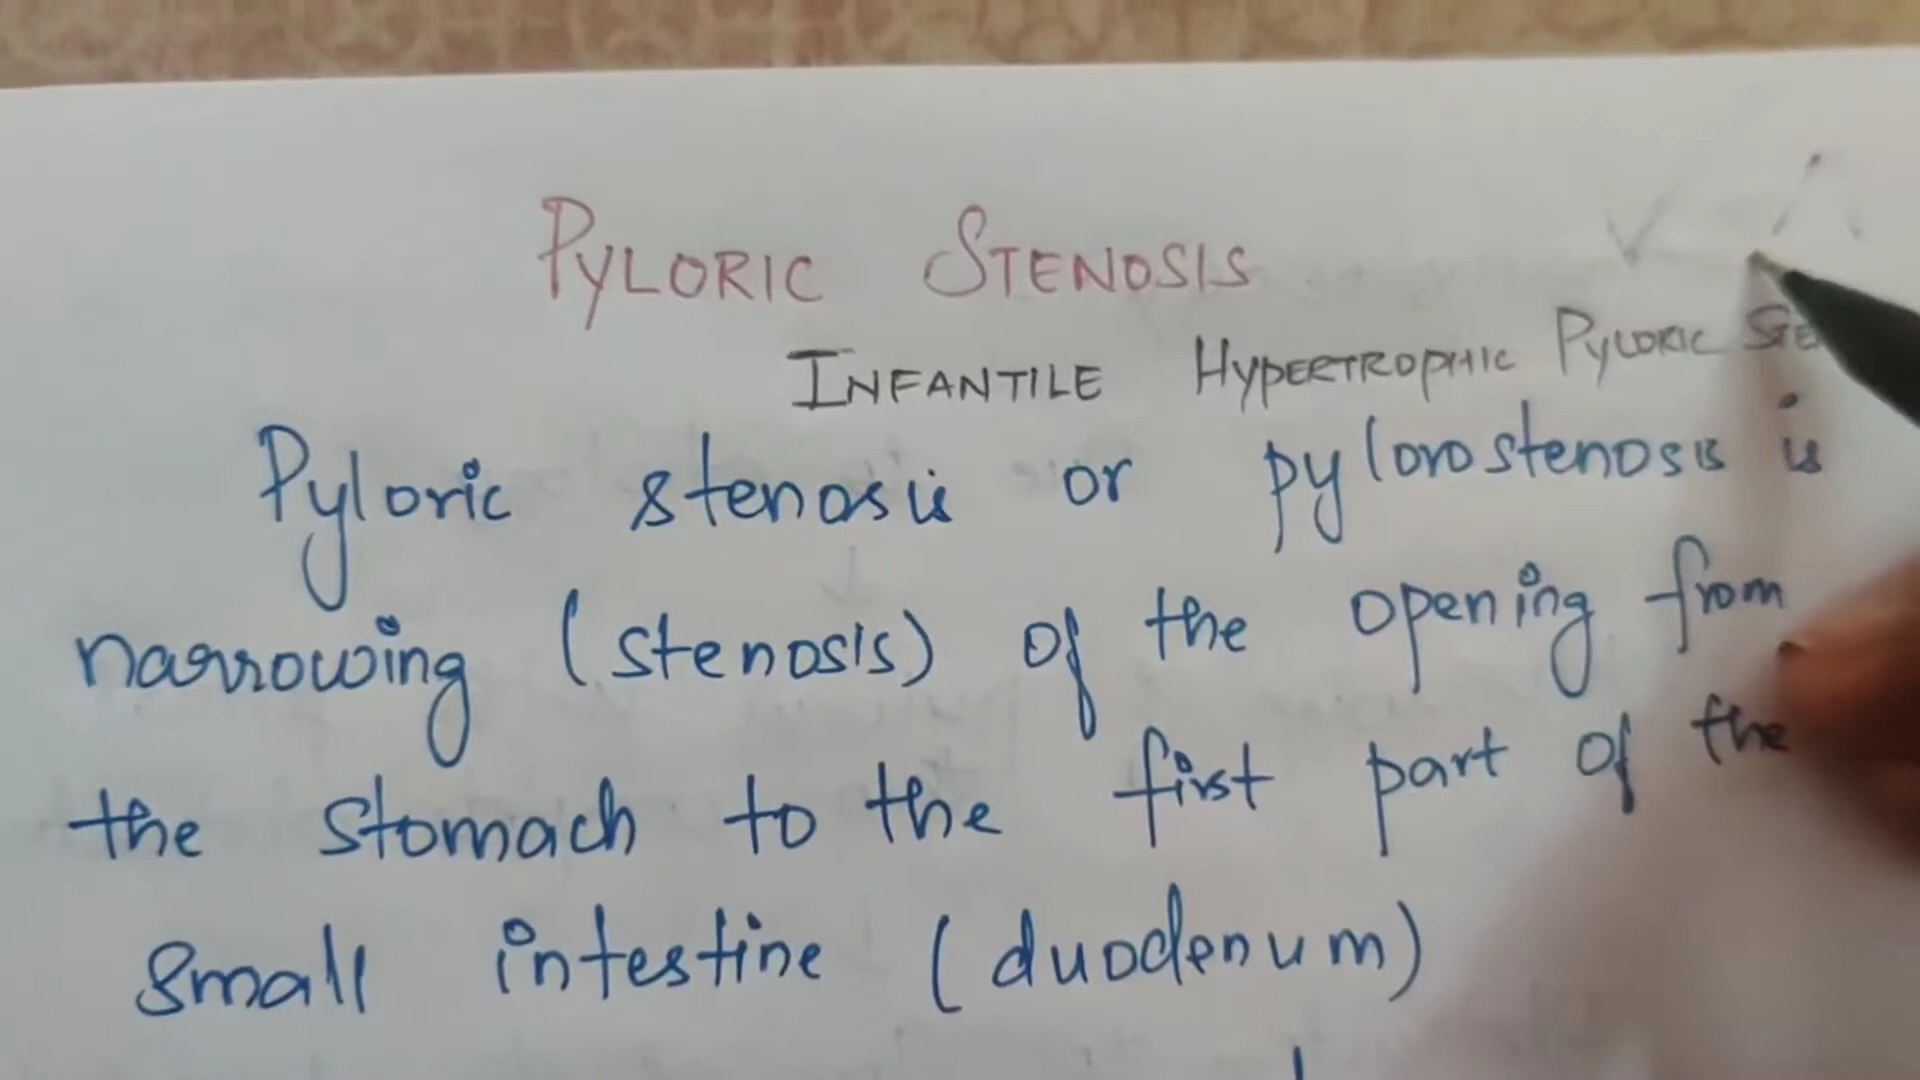 PYLORIC STENOSIS
INFANTILE HYPERTROPHIC PYLORIC STE
Pyloric stenosis or pylorostenosis is
narrowing (stenosis) of the opening from
the stomach to the first part of the
small intestine (duodenum)